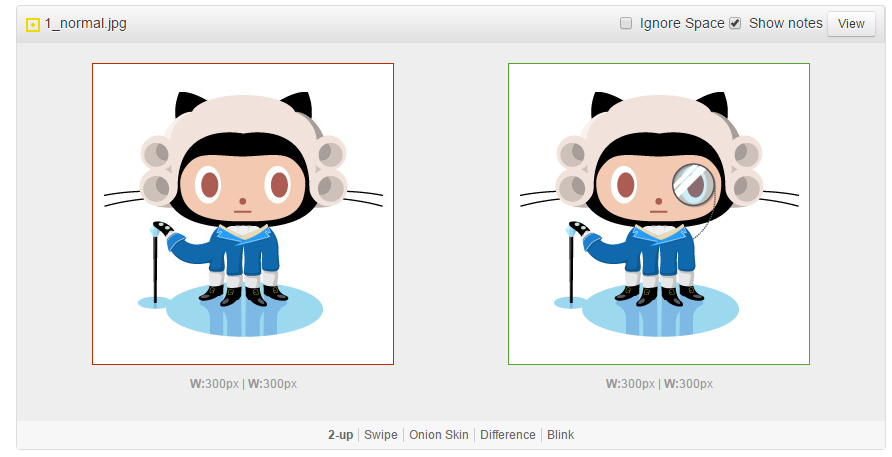 1_normal.jpg Ignore Space Show notes View
W:300px | W:300px W:300px | W:300px
2-up Swipe Onion Skin Difference Blink